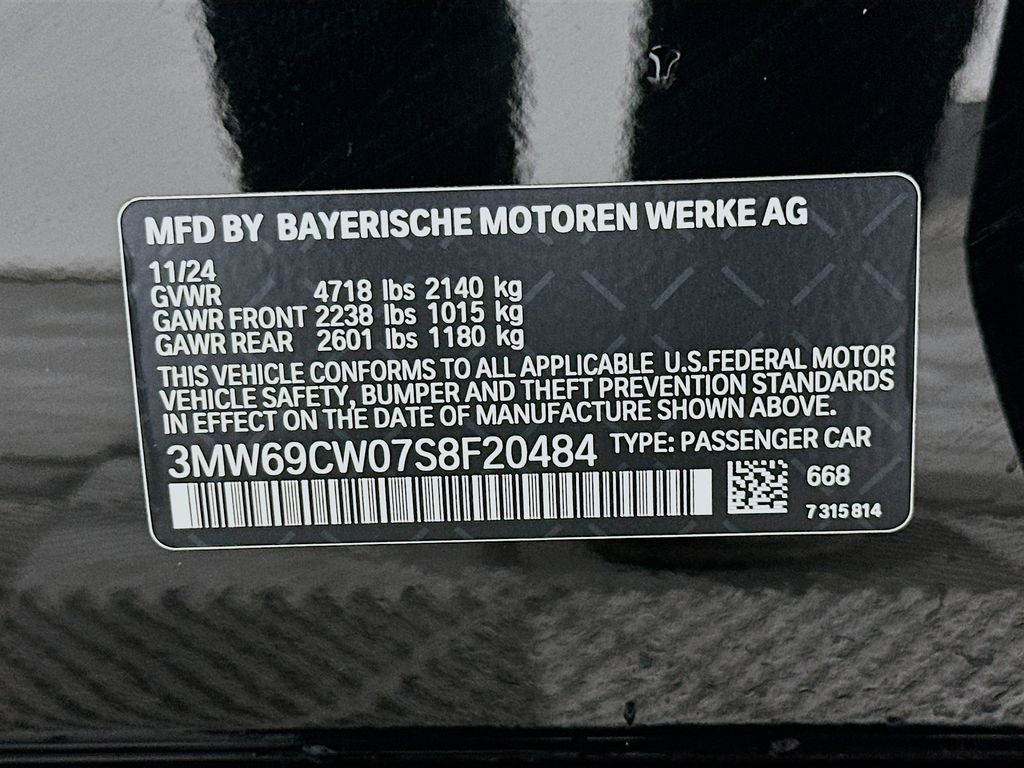 MFD BY BAYERISCHE MOTOREN WERKE AG
11/24
GVWR 4718 lbs 2140 kg
GAWR FRONT 2238 lbs 1015 kg
GAWR REAR 2601 lbs 1180 kg
THIS VEHICLE CONFORMS TO ALL APPLICABLE U.S.FEDERAL MOTOR
VEHICLE SAFETY, BUMPER AND THEFT PREVENTION STANDARDS
IN EFFECT ON THE DATE OF MANUFACTURE SHOWN ABOVE.
3MW69CW07S8F20484 TYPE: PASSENGER CAR
668
7 315 814